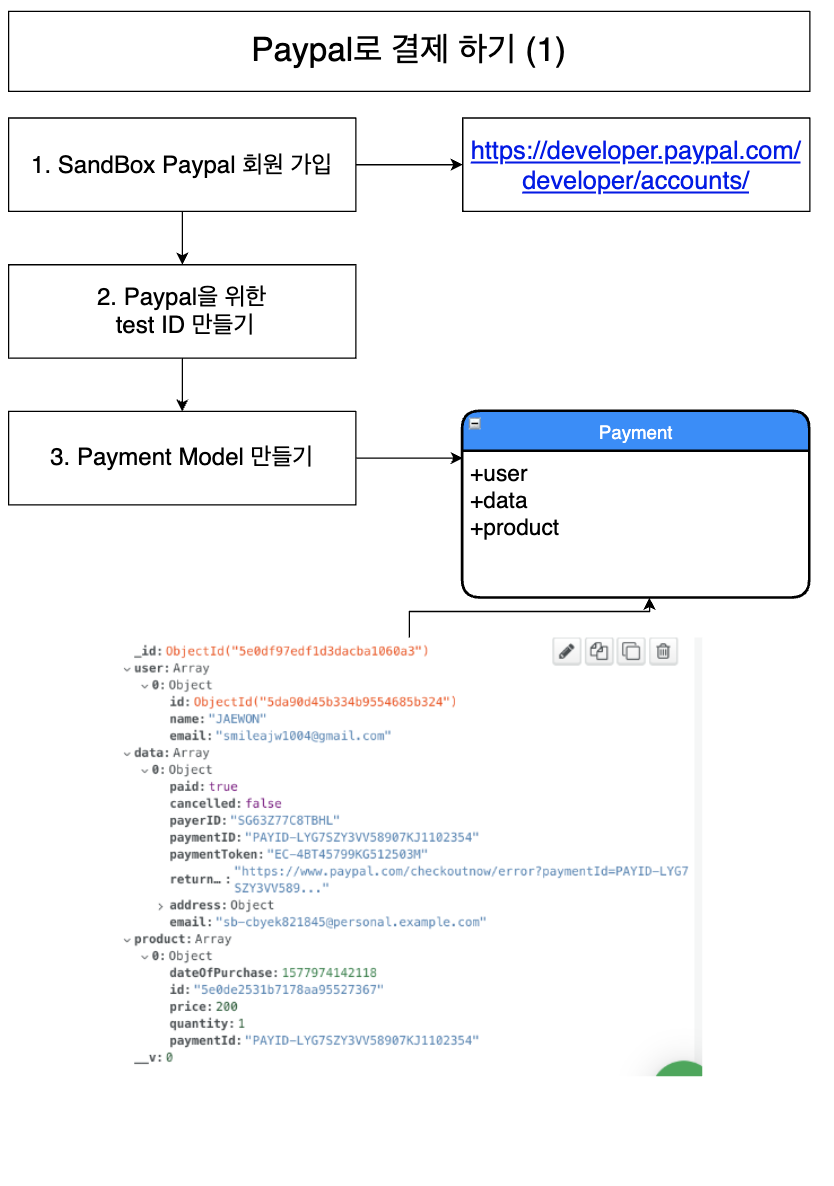 Paypal로 결제 하기 (1)
1. SandBox Paypal 회원 가입
https://developer.paypal.com/
developer/accounts/
2. Paypal을 위한
test ID 만들기
3. Payment Model 만들기
Payment
+user
+data
+product
_id: ObjectId("5e0df97edf1d3dacba1060a3")
user: Array
0: Object
id: ObjectId("5da90d45b334b9554685b324")
name: "JAEWON"
email: "smileajw1004@gmail.com"
data: Array
0: Object
paid: true
cancelled: false
payerID: "SG63Z77C8TBHL"
paymentID: "PAYID-LYG7SZY3VV58907KJ1102354"
paymentToken: "EC-4BT45799KG512503M"
return… : "https://www.paypal.com/checkoutnow/error?paymentId=PAYID-LYG7
SZY3VV589..."
address: Object
email: "sb-cbyek821845@personal.example.com"
product: Array
0: Object
dateOfPurchase: 1577974142118
id: "5e0de2531b7178aa95527367"
price: 200
quantity: 1
paymentId: "PAYID-LYG7SZY3VV58907KJ1102354"
__v: 0